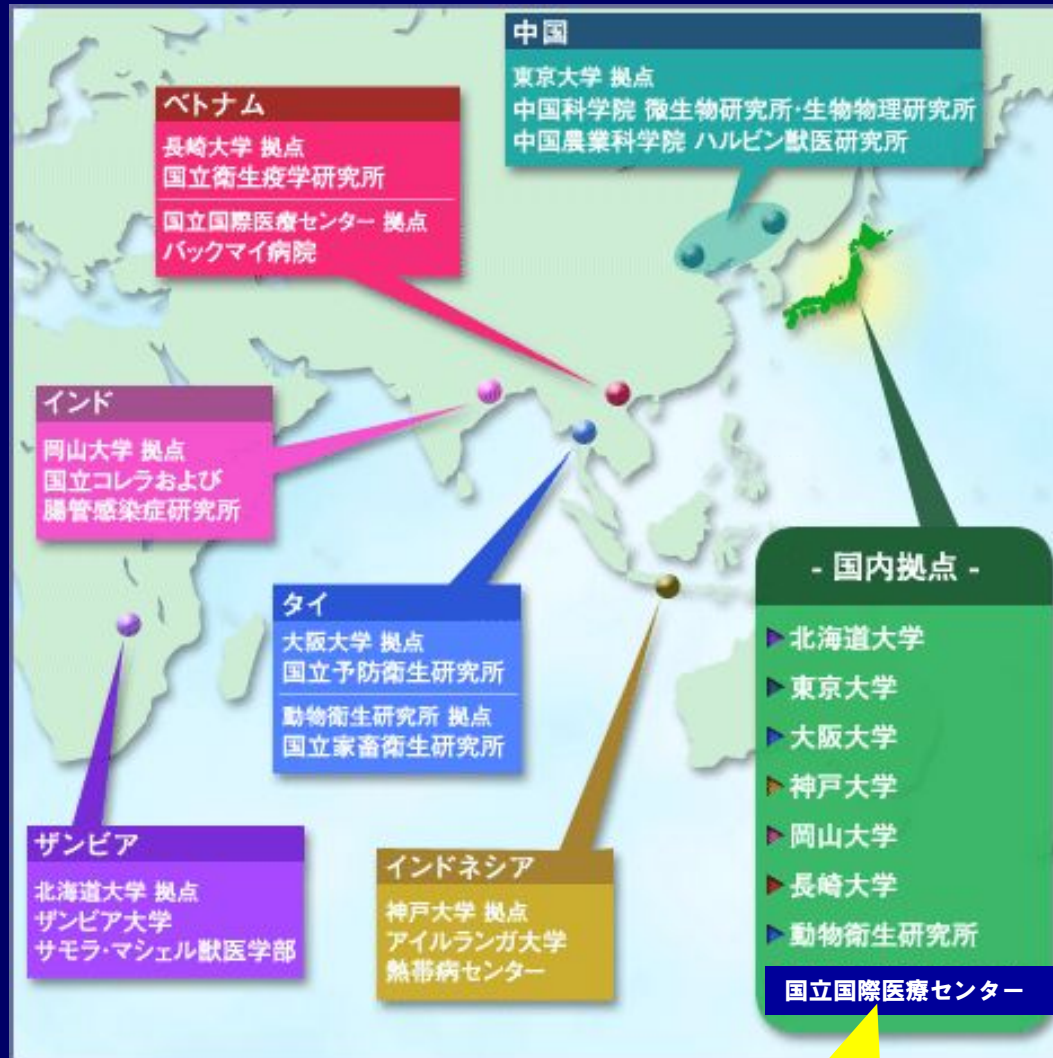 中国
東京大学 拠点
中国科学院 微生物研究所・生物物理研究所
中国農業科学院 ハルビン獣医研究所
ベトナム
長崎大学 拠点
国立衛生疫学研究所
国立国際医療センター 拠点
バックマイ病院
インド
岡山大学 拠点
国立コレラおよび
腸管感染症研究所
タイ
大阪大学 拠点
国立予防衛生研究所
動物衛生研究所 拠点
国立家畜衛生研究所
ザンビア
北海道大学 拠点
ザンビア大学
サモラ・マシェル獣医学部
インドネシア
神戸大学 拠点
アイルランガ大学
熱帯病センター
- 国内拠点 -
北海道大学
東京大学
大阪大学
神戸大学
岡山大学
長崎大学
動物衛生研究所
国立国際医療センター